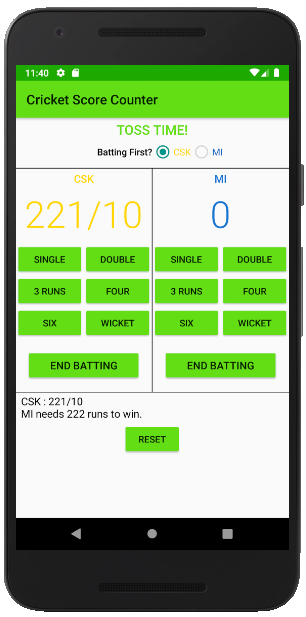 11:40
Cricket Score Counter
TOSS TIME!
Batting First? CSK MI
CSK MI
221/10 0
SINGLE DOUBLE SINGLE DOUBLE
3 RUNS FOUR 3 RUNS FOUR
SIX WICKET SIX WICKET
END BATTING END BATTING
CSK : 221/10
MI needs 222 runs to win.
RESET